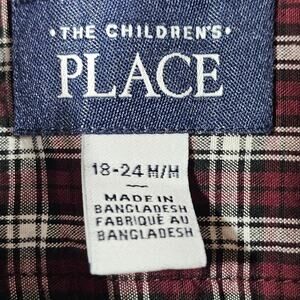 • THE CHILDREN'S •
PLACE
18-24 M/M
MADE IN
BANGLADESH
FABRIQUÉ AU
BANGLADESH